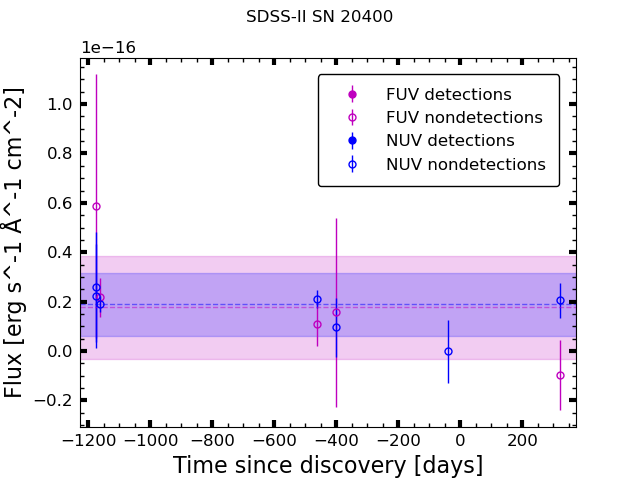 SDSS-II SN 20400
1e−16
FUV detections
FUV nondetections
NUV detections
NUV nondetections
1.0
0.8
0.6
0.4
0.2
0.0
−0.2
−1200 −1000 −800 −600 −400 −200 0 200
Time since discovery [days]
Flux [erg s^-1 Å^-1 cm^-2]